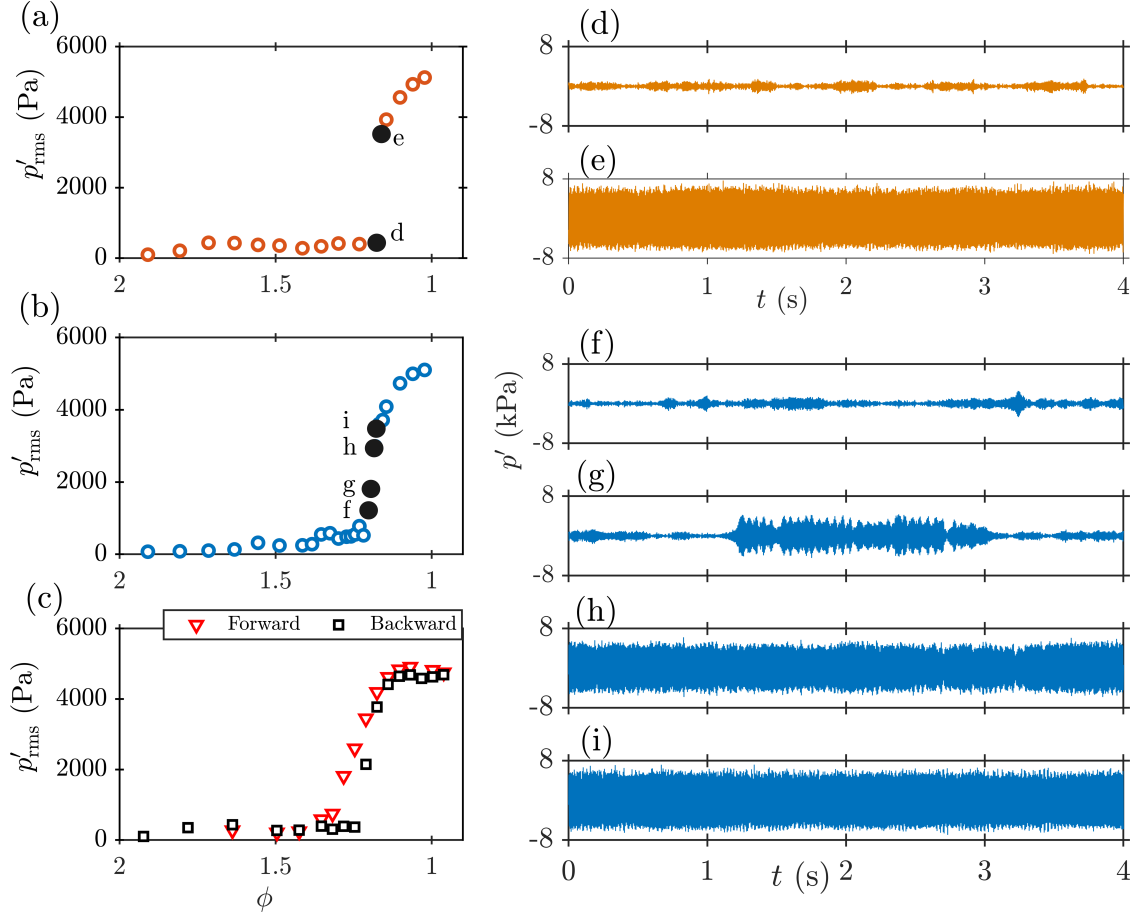 (a)
6000
4000
2000
0
p′rms (Pa)
e
d
2
1.5
1
(b)
6000
4000
2000
0
p′rms (Pa)
i
h
g
f
2
1.5
1
(c)
Forward
Backward
6000
4000
2000
0
p′rms (Pa)
2
1.5
1
ϕ
(d)
8
-8
(e)
8
-8
0
1
2
3
4
t (s)
p′ (kPa)
(f)
8
-8
(g)
8
-8
(h)
8
-8
(i)
8
-8
0
1
2
3
4
t (s)